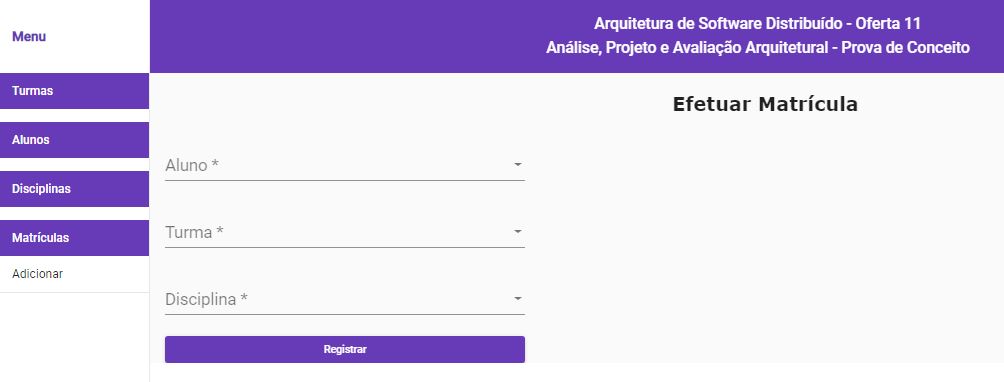 Menu
Arquitetura de Software Distribuído - Oferta 11
Análise, Projeto e Avaliação Arquitetural - Prova de Conceito
Turmas
Alunos
Disciplinas
Matrículas
Adicionar
Efetuar Matrícula
Aluno *
Turma *
Disciplina *
Registrar